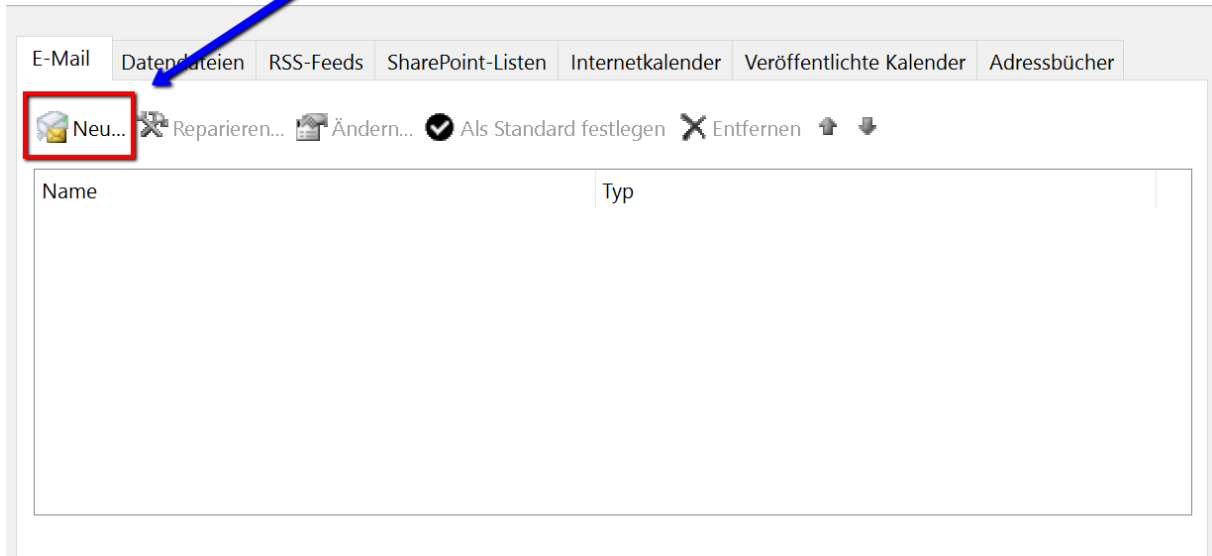 E-Mail Datendateien RSS-Feeds SharePoint-Listen Internetkalender Veröffentlichte Kalender Adressbücher
Neu... Reparieren... Ändern... Als Standard festlegen Entfernen
Name Typ